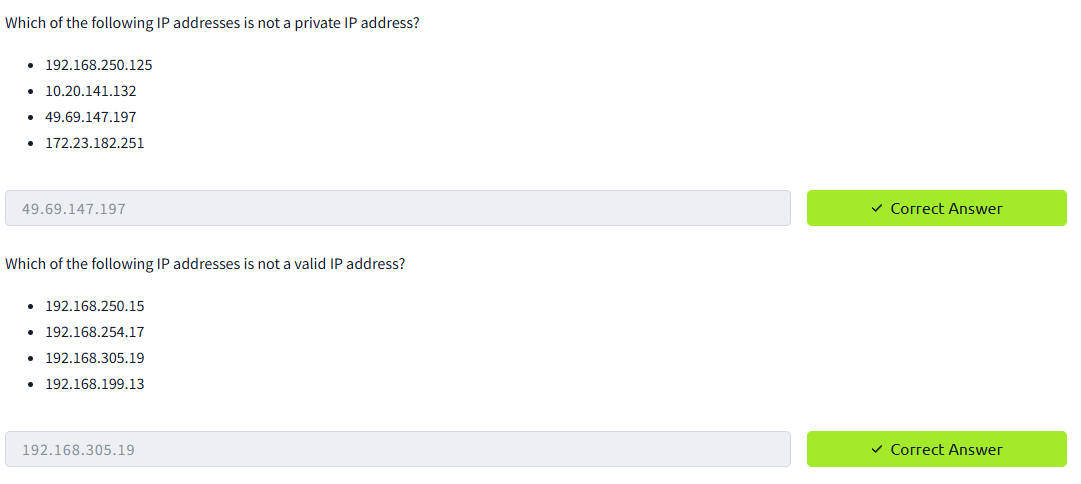 Which of the following IP addresses is not a private IP address?
• 192.168.250.125
• 10.20.141.132
• 49.69.147.197
• 172.23.182.251
49.69.147.197
✓ Correct Answer
Which of the following IP addresses is not a valid IP address?
• 192.168.250.15
• 192.168.254.17
• 192.168.305.19
• 192.168.199.13
192.168.305.19
✓ Correct Answer